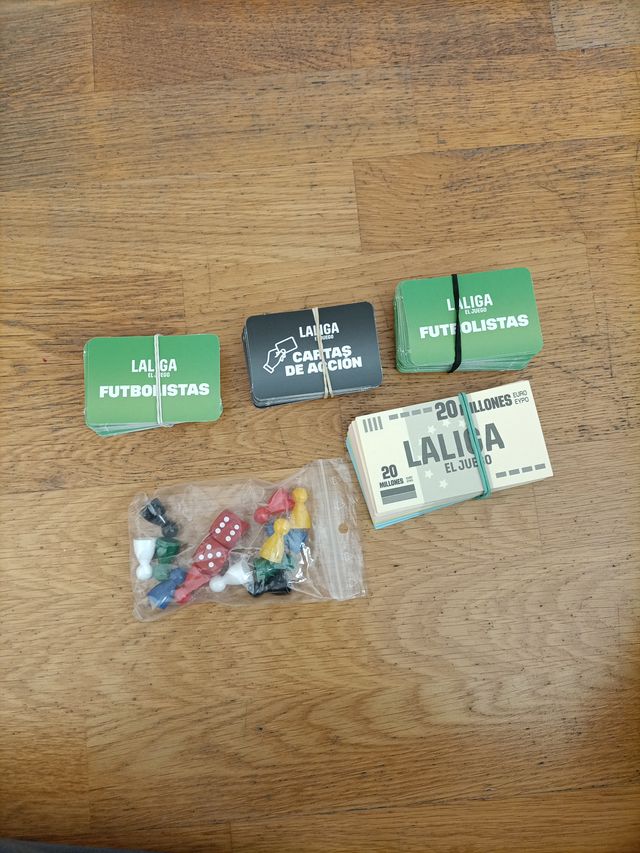 LALIGA
EL JUEGO
FUTBOLISTAS
LALIGA
EL JUEGO
CARTAS
DE ACCIÓN
LALIGA
EL JUEGO
FUTBOLISTAS
20 MILLONES EURO
EYPO
LALIGA
EL JUEGO
20
MILLONES